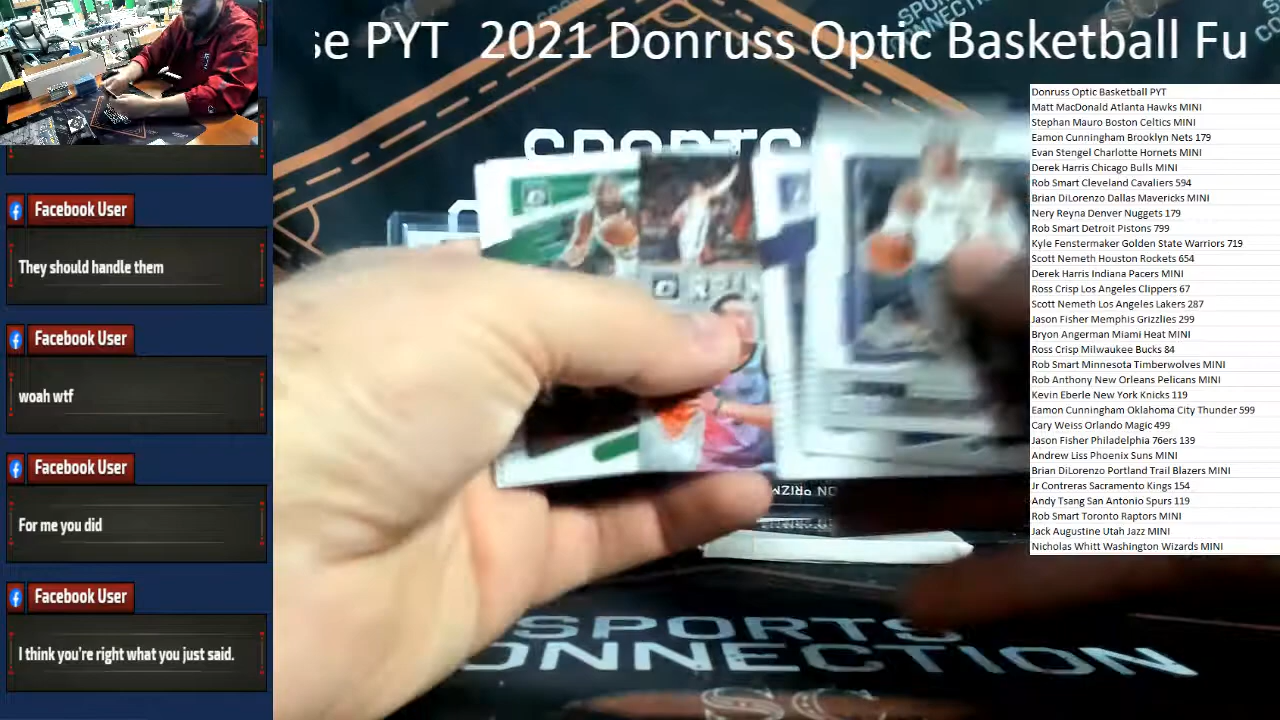 se PYT 2021 Donruss Optic Basketball Fu
SPORTS
CONNECTION
Donruss Optic Basketball PYT
Matt MacDonald Atlanta Hawks MINI
Stephan Mauro Boston Celtics MINI
Eamon Cunningham Brooklyn Nets 179
Evan Stengel Charlotte Hornets MINI
Derek Harris Chicago Bulls MINI
Rob Smart Cleveland Cavaliers 594
Brian DiLorenzo Dallas Mavericks MINI
Nery Reyna Denver Nuggets 179
Rob Smart Detroit Pistons 799
Kyle Fenstermaker Golden State Warriors 719
Scott Nemeth Houston Rockets 654
Derek Harris Indiana Pacers MINI
Ross Crisp Los Angeles Clippers 67
Scott Nemeth Los Angeles Lakers 287
Jason Fisher Memphis Grizzlies 299
Bryon Angerman Miami Heat MINI
Ross Crisp Milwaukee Bucks 84
Rob Smart Minnesota Timberwolves MINI
Rob Anthony New Orleans Pelicans MINI
Kevin Eberle New York Knicks 119
Eamon Cunningham Oklahoma City Thunder 599
Cary Weiss Orlando Magic 499
Jason Fisher Philadelphia 76ers 139
Andrew Liss Phoenix Suns MINI
Brian DiLorenzo Portland Trail Blazers MINI
Jr Contreras Sacramento Kings 154
Andy Tsang San Antonio Spurs 119
Rob Smart Toronto Raptors MINI
Jack Augustine Utah Jazz MINI
Nicholas Whitt Washington Wizards MINI
Facebook User
They should handle them
Facebook User
woah wtf
Facebook User
For me you did
Facebook User
I think you're right what you just said.
SPORTS
SPORTS
CONNECTION
SC